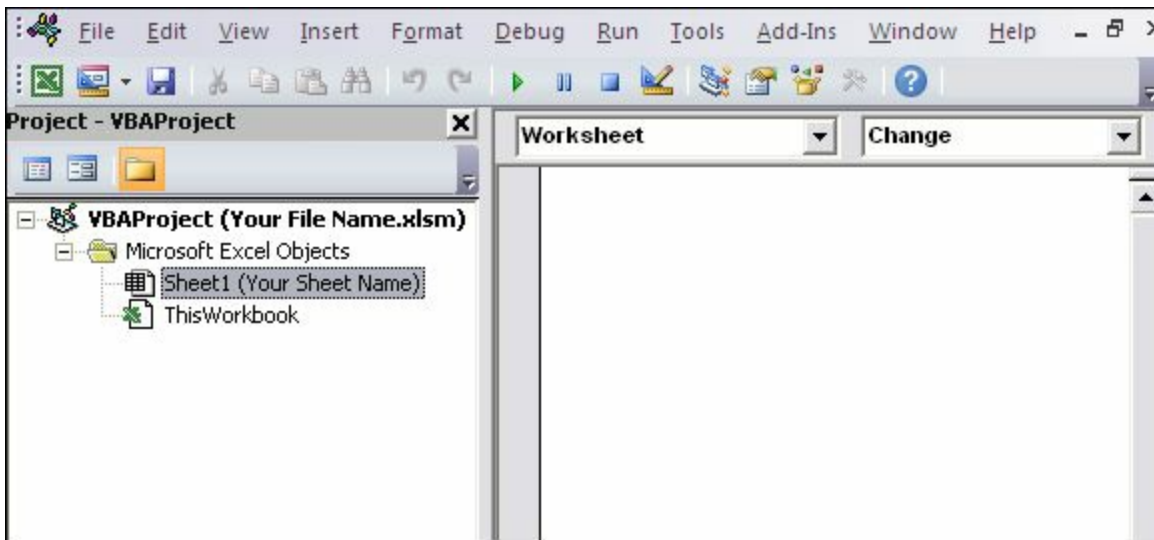 File Edit View Insert Format Debug Run Tools Add-Ins Window Help
Project - VBAProject
Worksheet Change
VBAProject (Your File Name.xlsm)
Microsoft Excel Objects
Sheet1 (Your Sheet Name)
ThisWorkbook